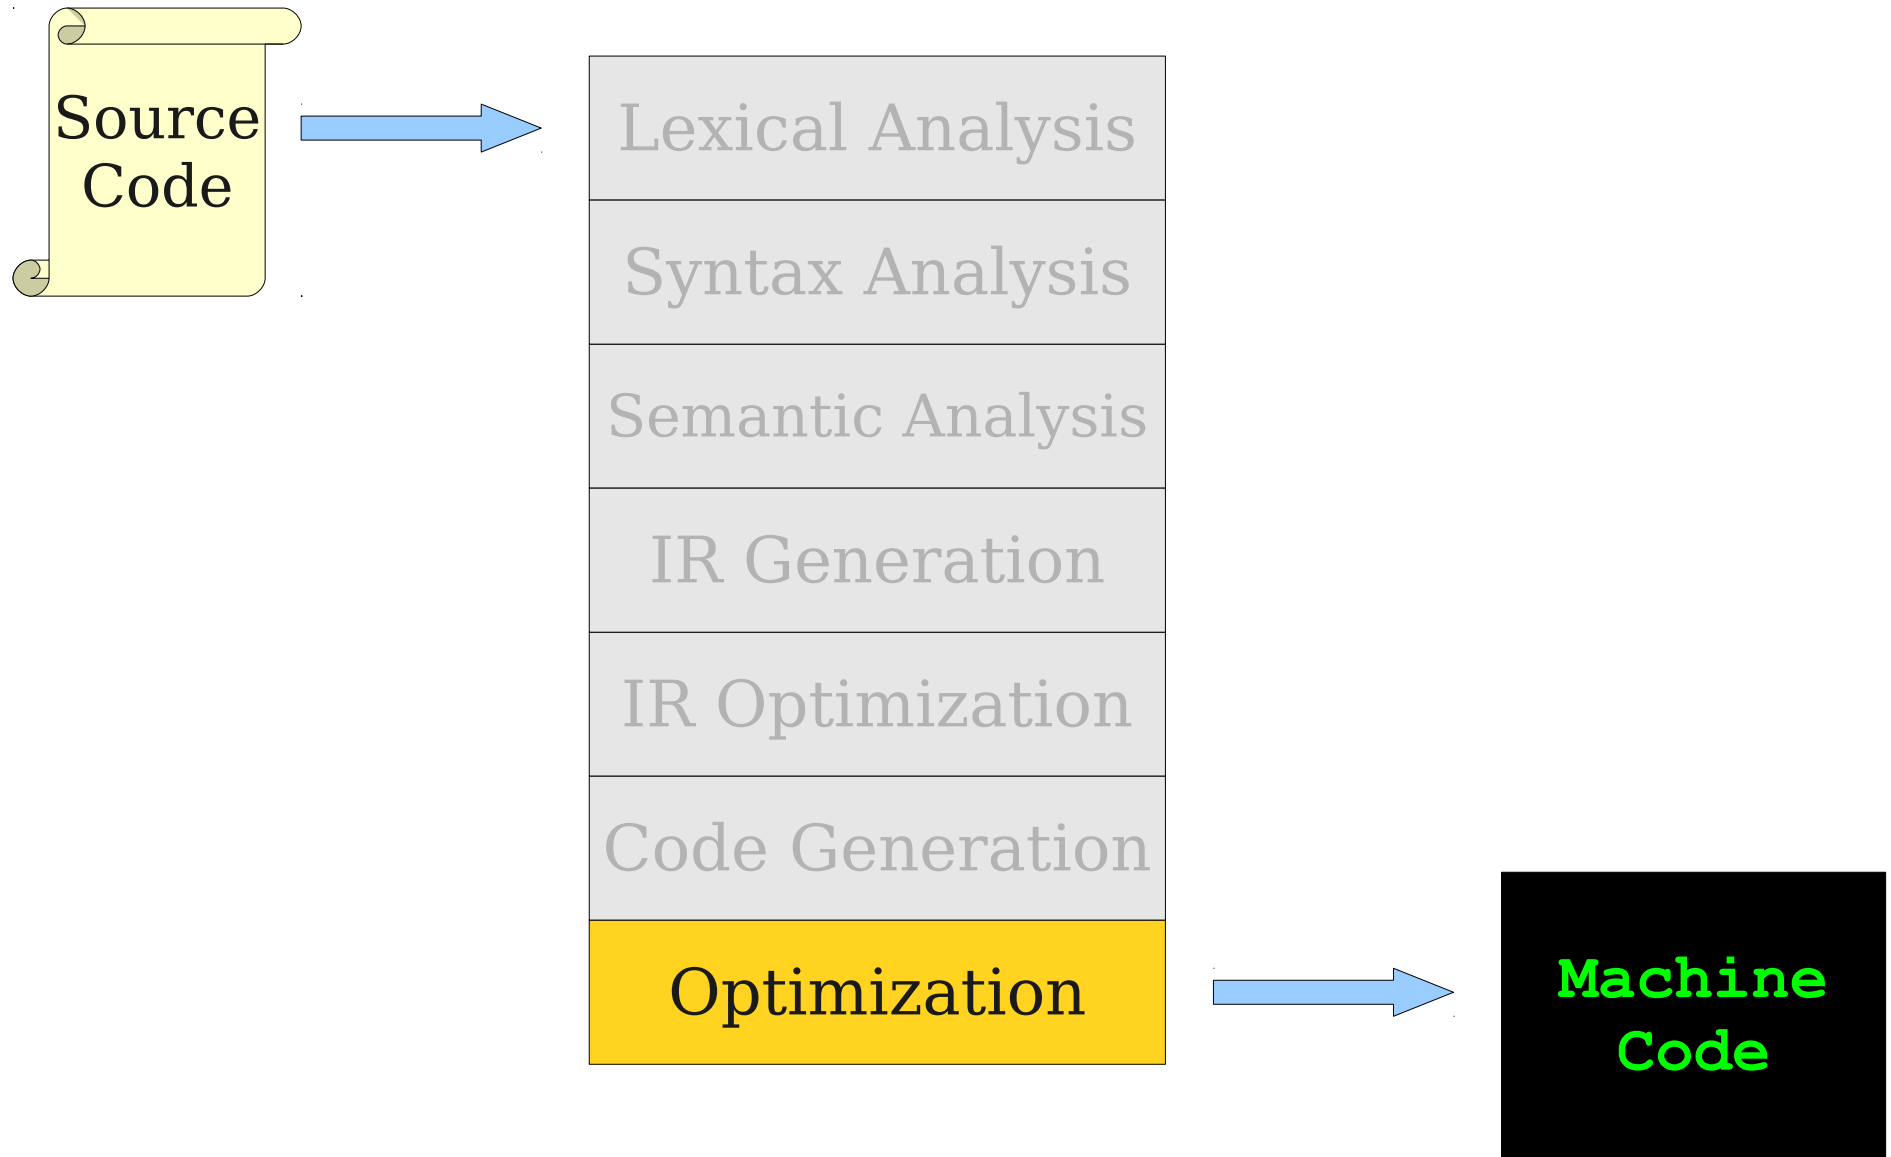 Source
Code
Lexical Analysis
Syntax Analysis
Semantic Analysis
IR Generation
IR Optimization
Code Generation
Optimization
Machine
Code